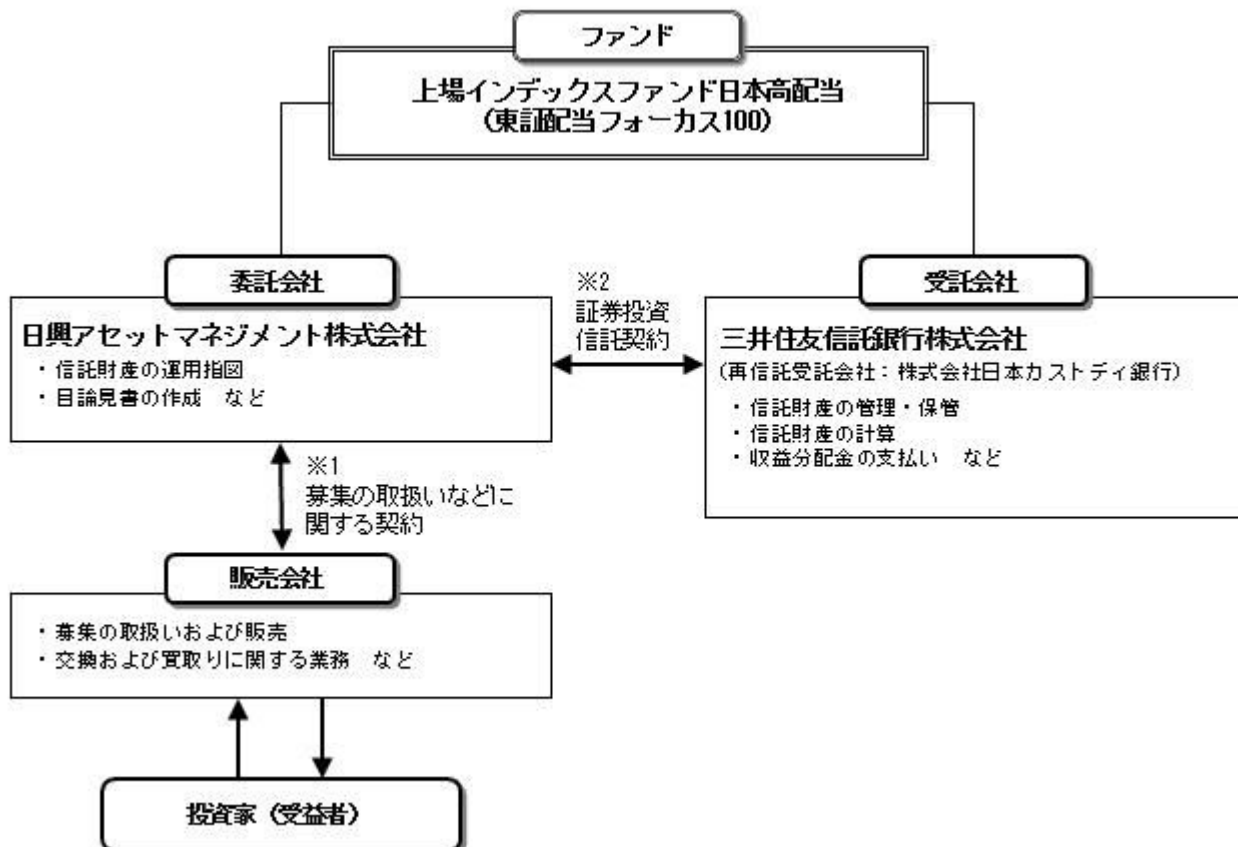 ファンド
上場インデックスファンド日本高配当
(東証配当フォーカス100)
委託会社
日興アセットマネジメント株式会社
・信託財産の運用指図
・目論見書の作成 など
※2
証券投資
信託契約
受託会社
三井住友信託銀行株式会社
(再信託受託会社:株式会社日本カストディ銀行)
・信託財産の管理・保管
・信託財産の計算
・収益分配金の支払い など
※1
募集の取扱いなどに
関する契約
販売会社
・募集の取扱いおよび販売
・交換および買取りに関する業務 など
投資家(受益者)